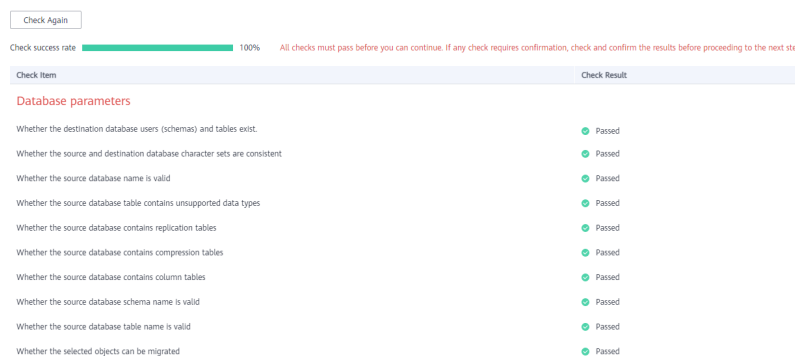 Check Again
Check success rate 100% All checks must pass before you can continue. If any check requires confirmation, check and confirm the results before proceeding to the next ste
Check Item Check Result
Database parameters
Whether the destination database users (schemas) and tables exist. Passed
Whether the source and destination database character sets are consistent Passed
Whether the source database name is valid Passed
Whether the source database table contains unsupported data types Passed
Whether the source database contains replication tables Passed
Whether the source database contains compression tables Passed
Whether the source database contains column tables Passed
Whether the source database schema name is valid Passed
Whether the source database table name is valid Passed
Whether the selected objects can be migrated Passed